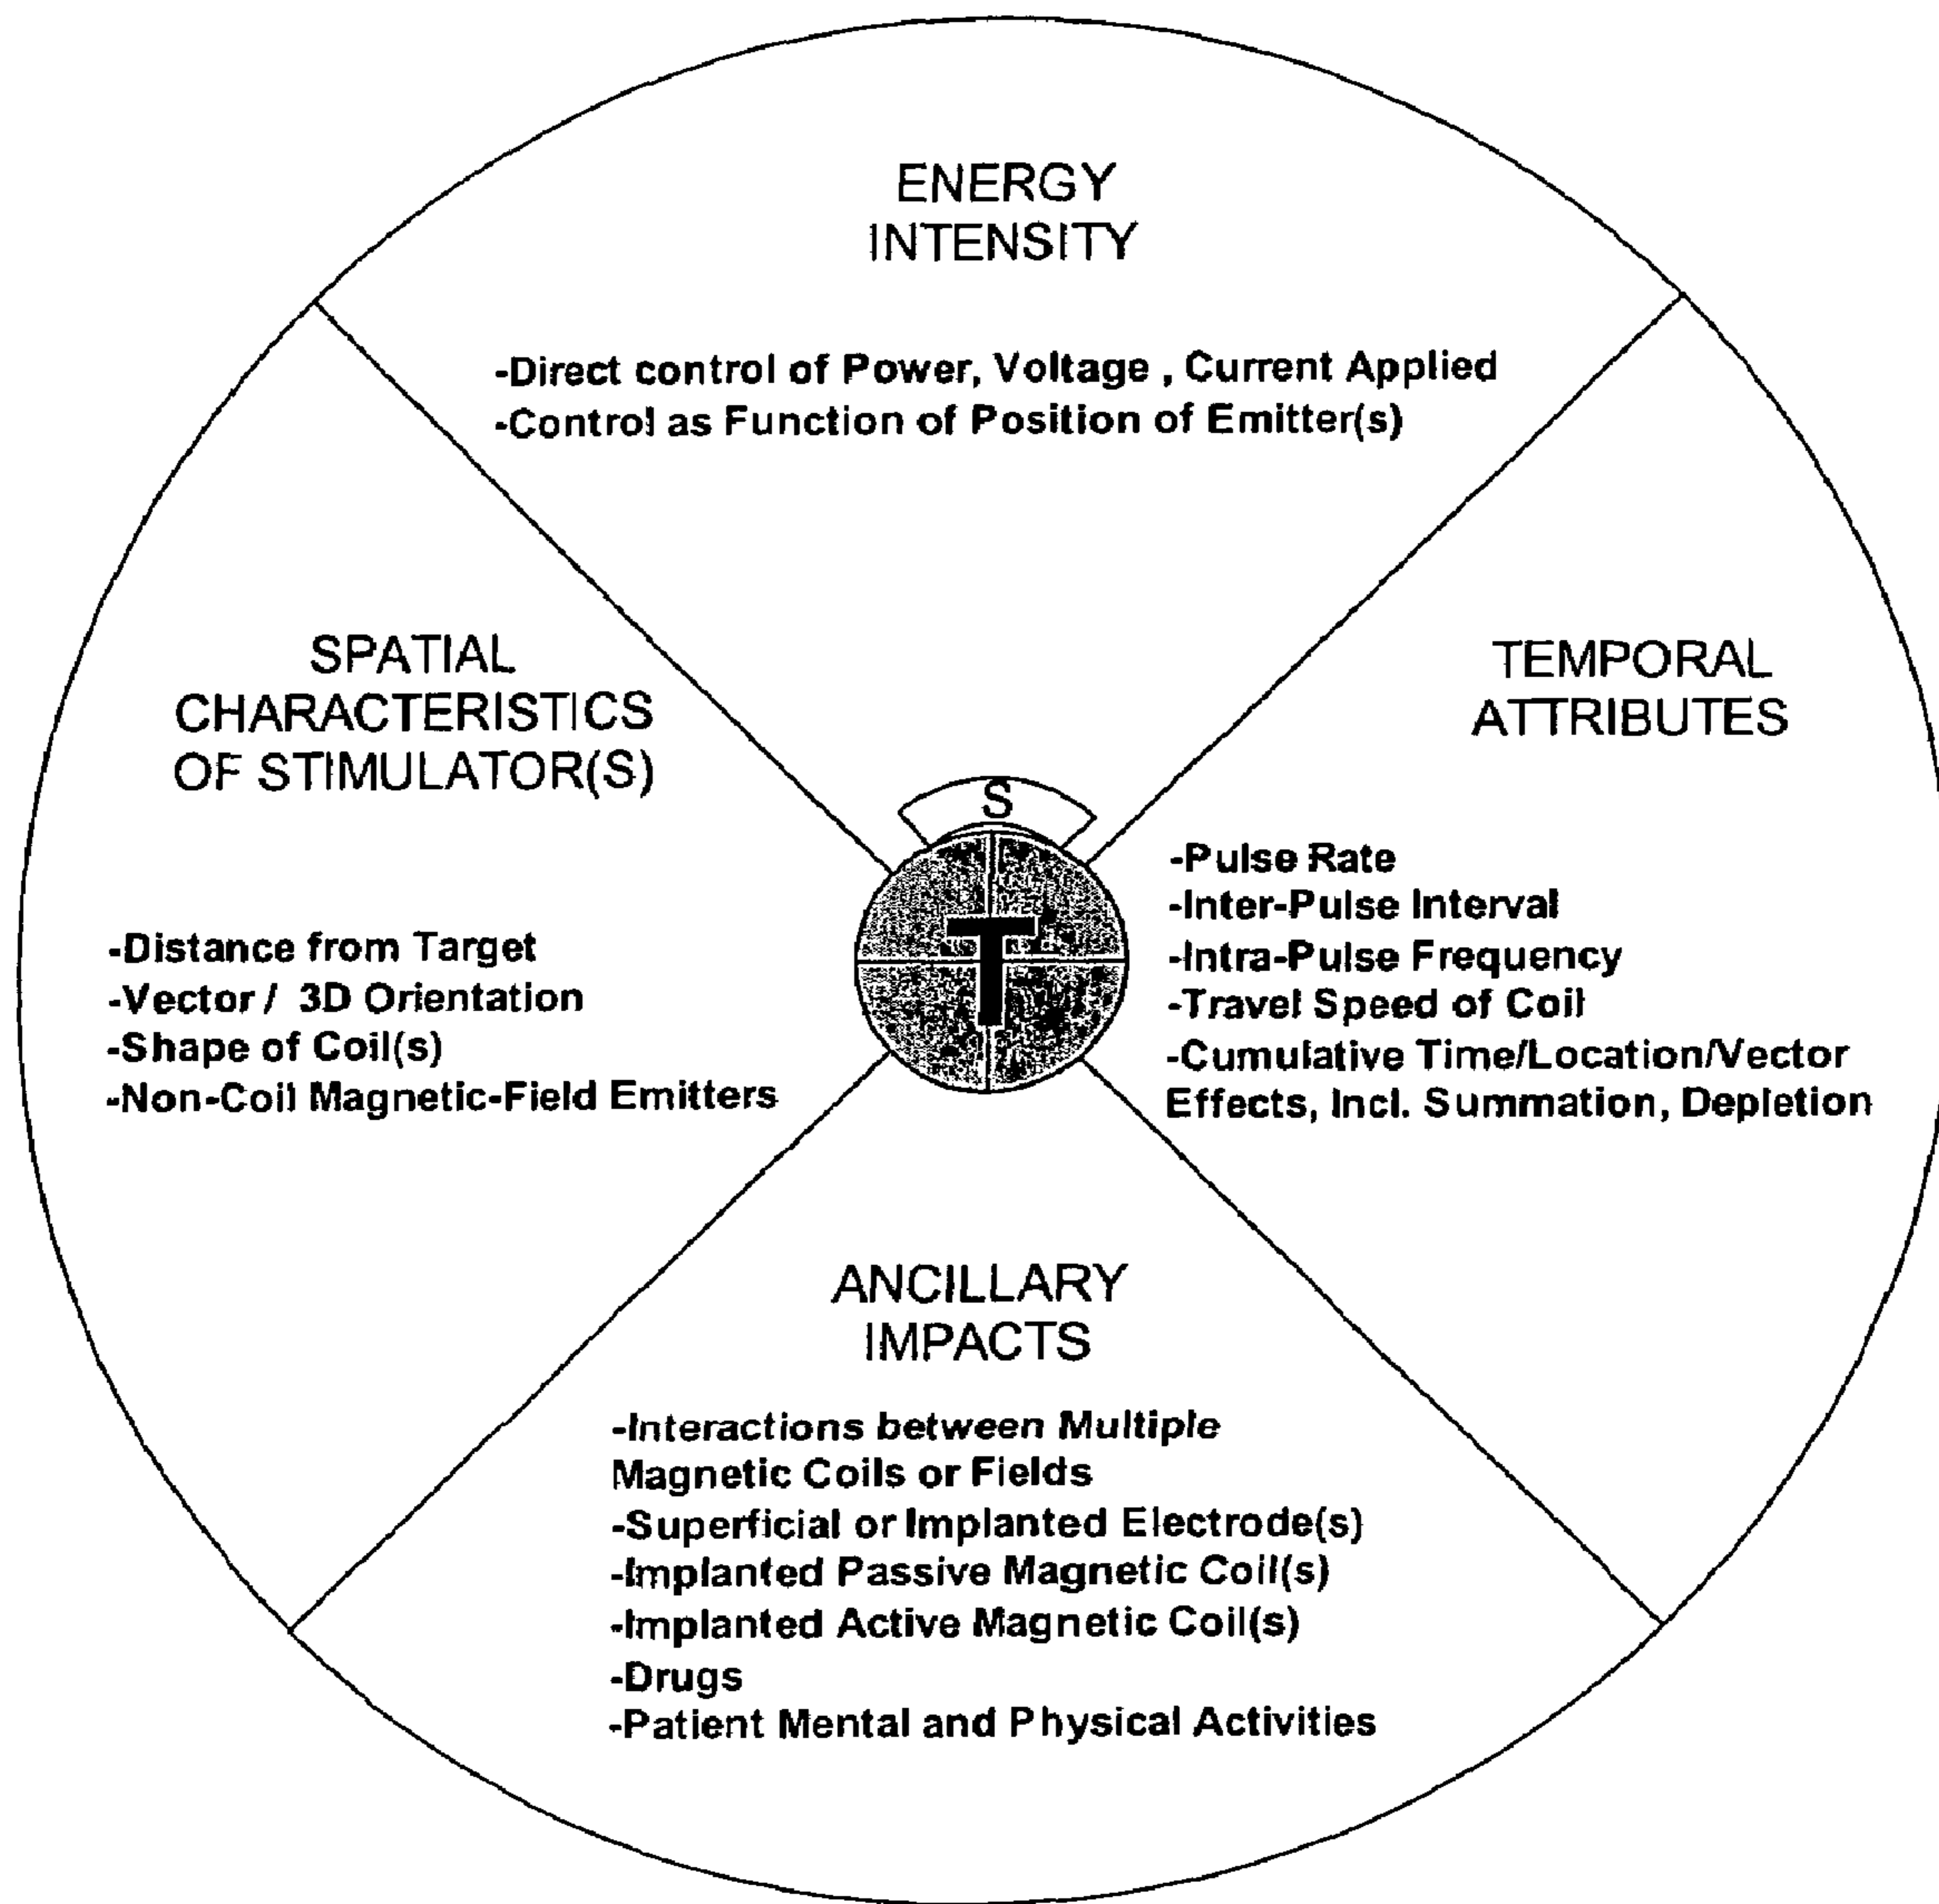 ENERGY
INTENSITY
-Direct control of Power, Voltage , Current Applied
-Control as Function of Position of Emitter(s)
SPATIAL
CHARACTERISTICS
OF STIMULATOR(S)
-Distance from Target
-Vector / 3D Orientation
-Shape of Coil(s)
-Non-Coil Magnetic-Field Emitters
S
T
TEMPORAL
ATTRIBUTES
-Pulse Rate
-Inter-Pulse Interval
-Intra-Pulse Frequency
-Travel Speed of Coil
-Cumulative Time/Location/Vector
Effects, Incl. Summation, Depletion
ANCILLARY
IMPACTS
-Interactions between Multiple
Magnetic Coils or Fields
-Superficial or Implanted Electrode(s)
-Implanted Passive Magnetic Coil(s)
-Implanted Active Magnetic Coil(s)
-Drugs
-Patient Mental and Physical Activities